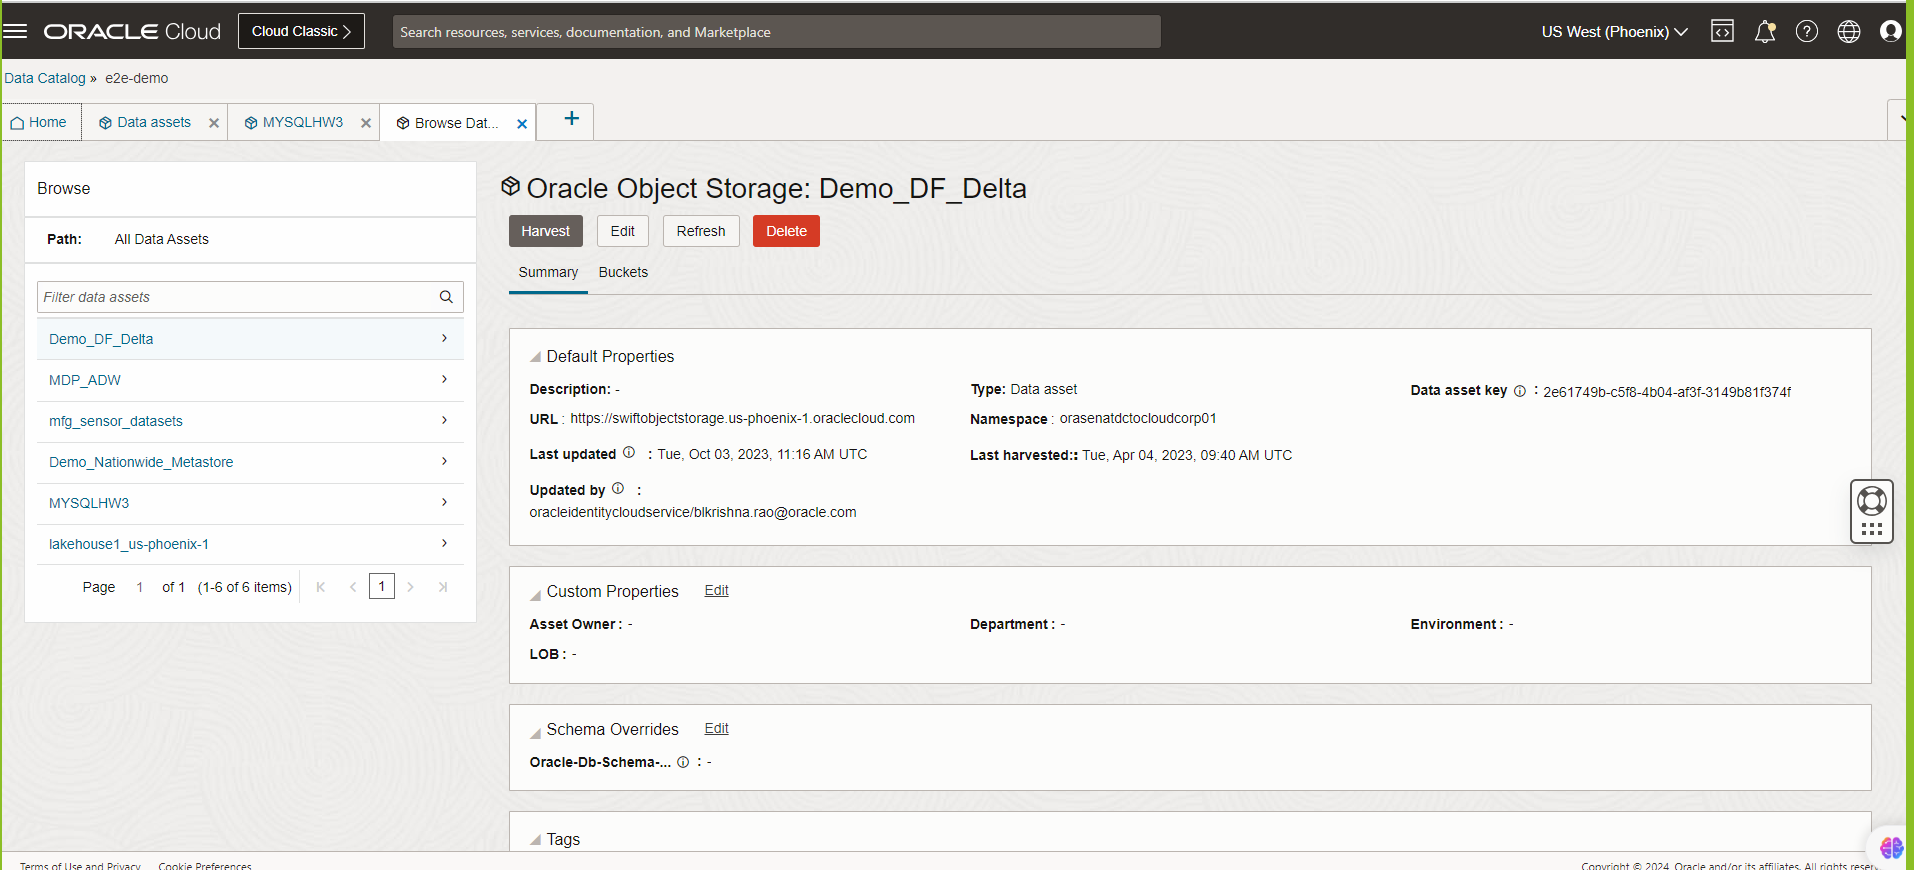 ORACLE Cloud
Cloud Classic
Search resources, services, documentation, and Marketplace
US West (Phoenix)
Data Catalog » e2e-demo
Home
Data assets
MYSQLHW3
Browse Dat...
Browse
Path: All Data Assets
Filter data assets
Demo_DF_Delta
MDP_ADW
mfg_sensor_datasets
Demo_Nationwide_Metastore
MYSQLHW3
lakehouse1_us-phoenix-1
Page 1 of 1 (1-6 of 6 items) 1
Oracle Object Storage: Demo_DF_Delta
Harvest Edit Refresh Delete
Summary Buckets
Default Properties
Description: - Type: Data asset Data asset key : 2e61749b-c5f8-4b04-af3f-3149b81f374f
URL : https://swiftobjectstorage.us-phoenix-1.oraclecloud.com Namespace : orasenatdctocloudcorp01
Last updated : Tue, Oct 03, 2023, 11:16 AM UTC Last harvested:: Tue, Apr 04, 2023, 09:40 AM UTC
Updated by :
oracleidentitycloudservice/blkrishna.rao@oracle.com
Custom Properties Edit
Asset Owner : - Department : - Environment : -
LOB : -
Schema Overrides Edit
Oracle-Db-Schema-... : -
Tags
Terms of Use and Privacy Cookie Preferences
Copyright © 2024, Oracle and/or its affiliates. All rights reser